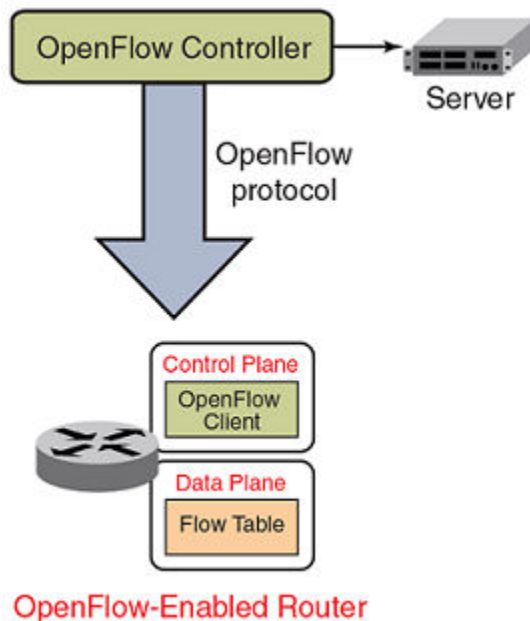 OpenFlow Controller
Server
OpenFlow
protocol
Control Plane
OpenFlow
Client
Data Plane
Flow Table
OpenFlow-Enabled Router